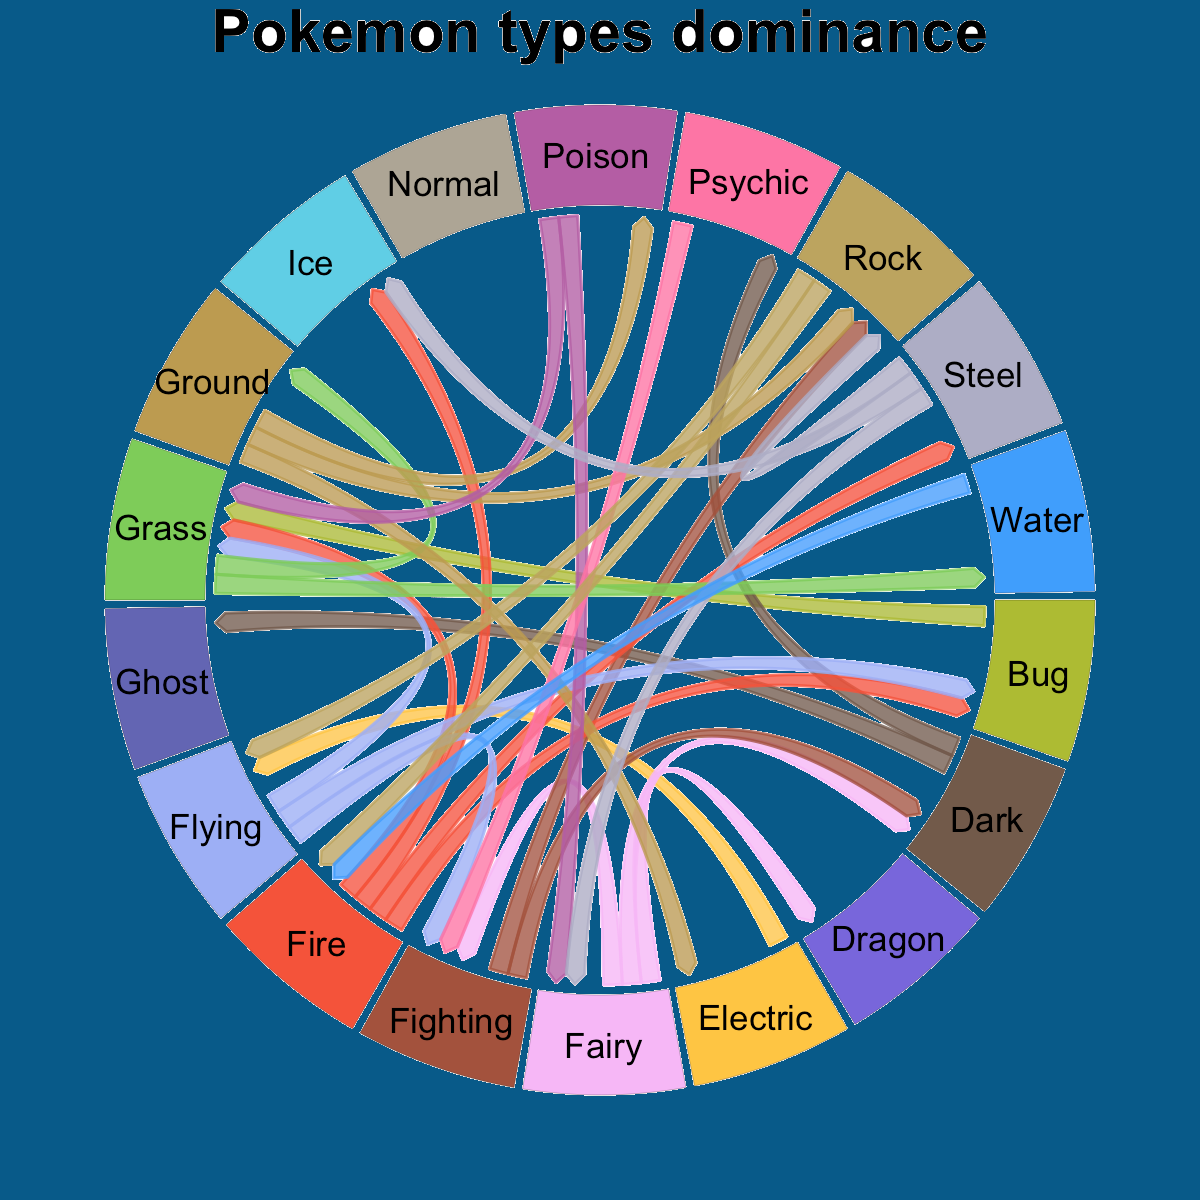 Pokemon types dominance
Poison
Psychic
Rock
Steel
Water
Bug
Dark
Dragon
Electric
Fairy
Fighting
Fire
Flying
Ghost
Grass
Ground
Ice
Normal